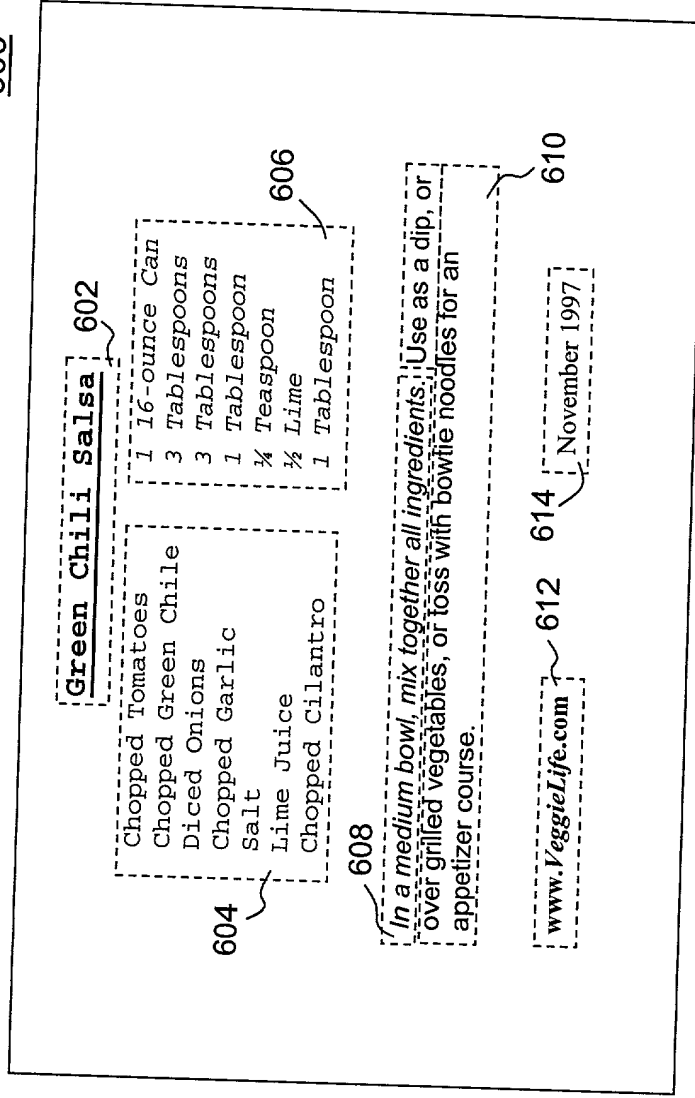 Green Chili Salsa
602
Chopped Tomatoes
Chopped Green Chile
Diced Onions
Chopped Garlic
Salt
Lime Juice
Chopped Cilantro
604
1 16-ounce Can
3 Tablespoons
3 Tablespoons
1 Tablespoon
¼ Teaspoon
½ Lime
1 Tablespoon
606
608
In a medium bowl, mix together all ingredients. Use as a dip, or
over grilled vegetables, or toss with bowtie noodles for an
appetizer course.
610
www.VeggieLife.com
612
614
November 1997